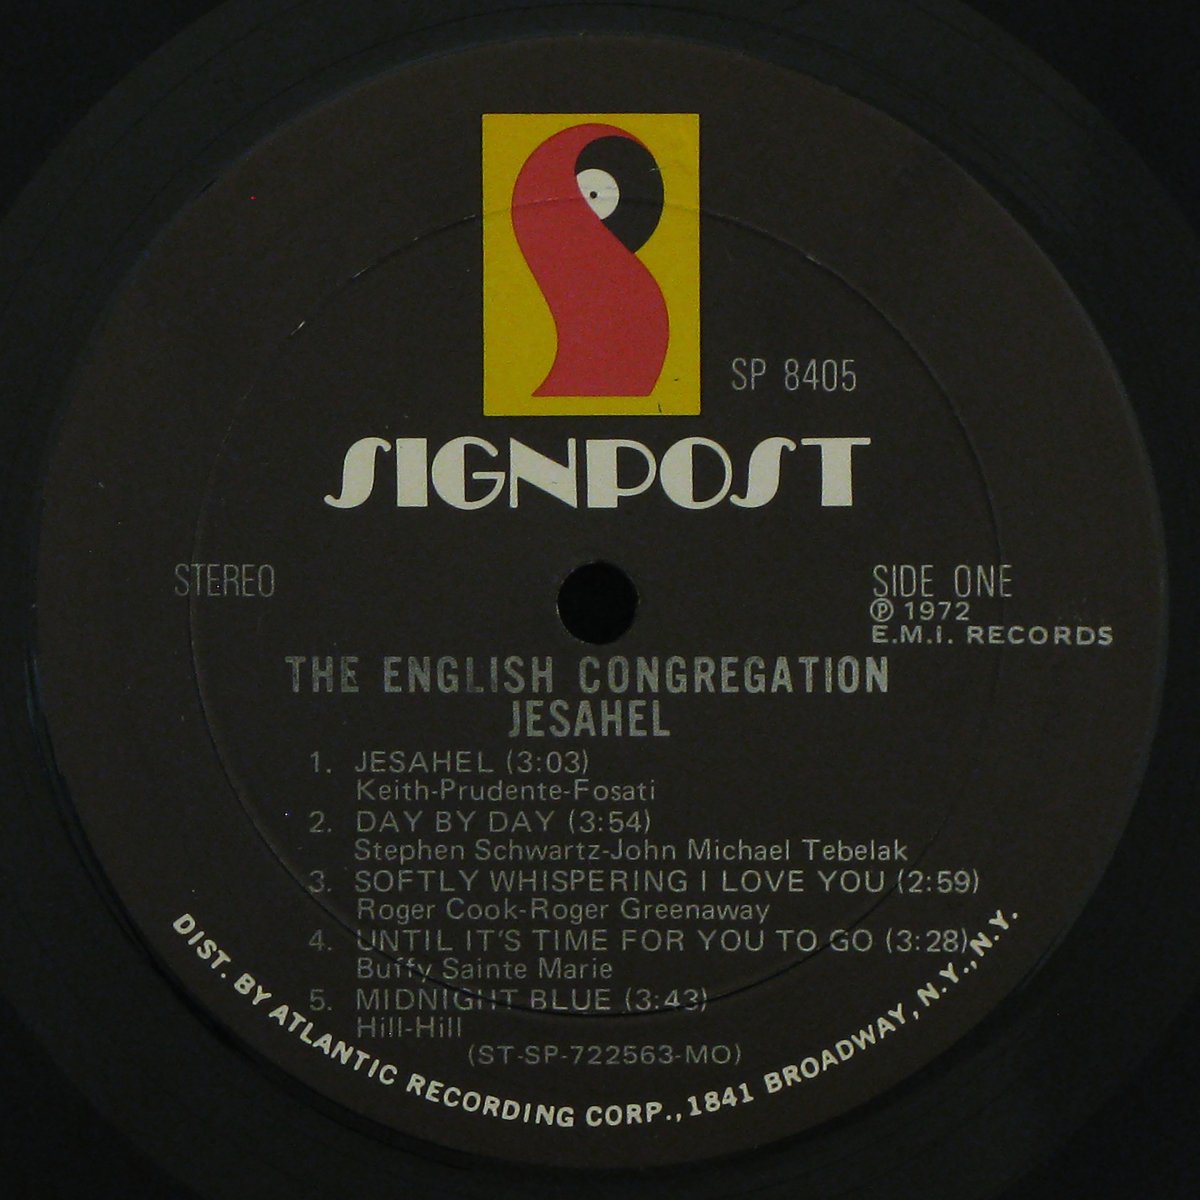 SP 8405
SIGNPOST
STEREO
SIDE ONE
Ⓟ 1972
E.M.I. RECORDS
THE ENGLISH CONGREGATION
JESAHEL
1. JESAHEL (3:03)
Keith-Prudente-Fosati
2. DAY BY DAY (3:54)
Stephen Schwartz-John Michael Tebelak
3. SOFTLY WHISPERING I LOVE YOU (2:59)
Roger Cook-Roger Greenaway
4. UNTIL IT'S TIME FOR YOU TO GO (3:28)
Buffy Sainte Marie
5. MIDNIGHT BLUE (3:43)
Hill-Hill
(ST-SP-722563-MO)
DIST. BY ATLANTIC RECORDING CORP., 1841 BROADWAY, N.Y., N.Y.